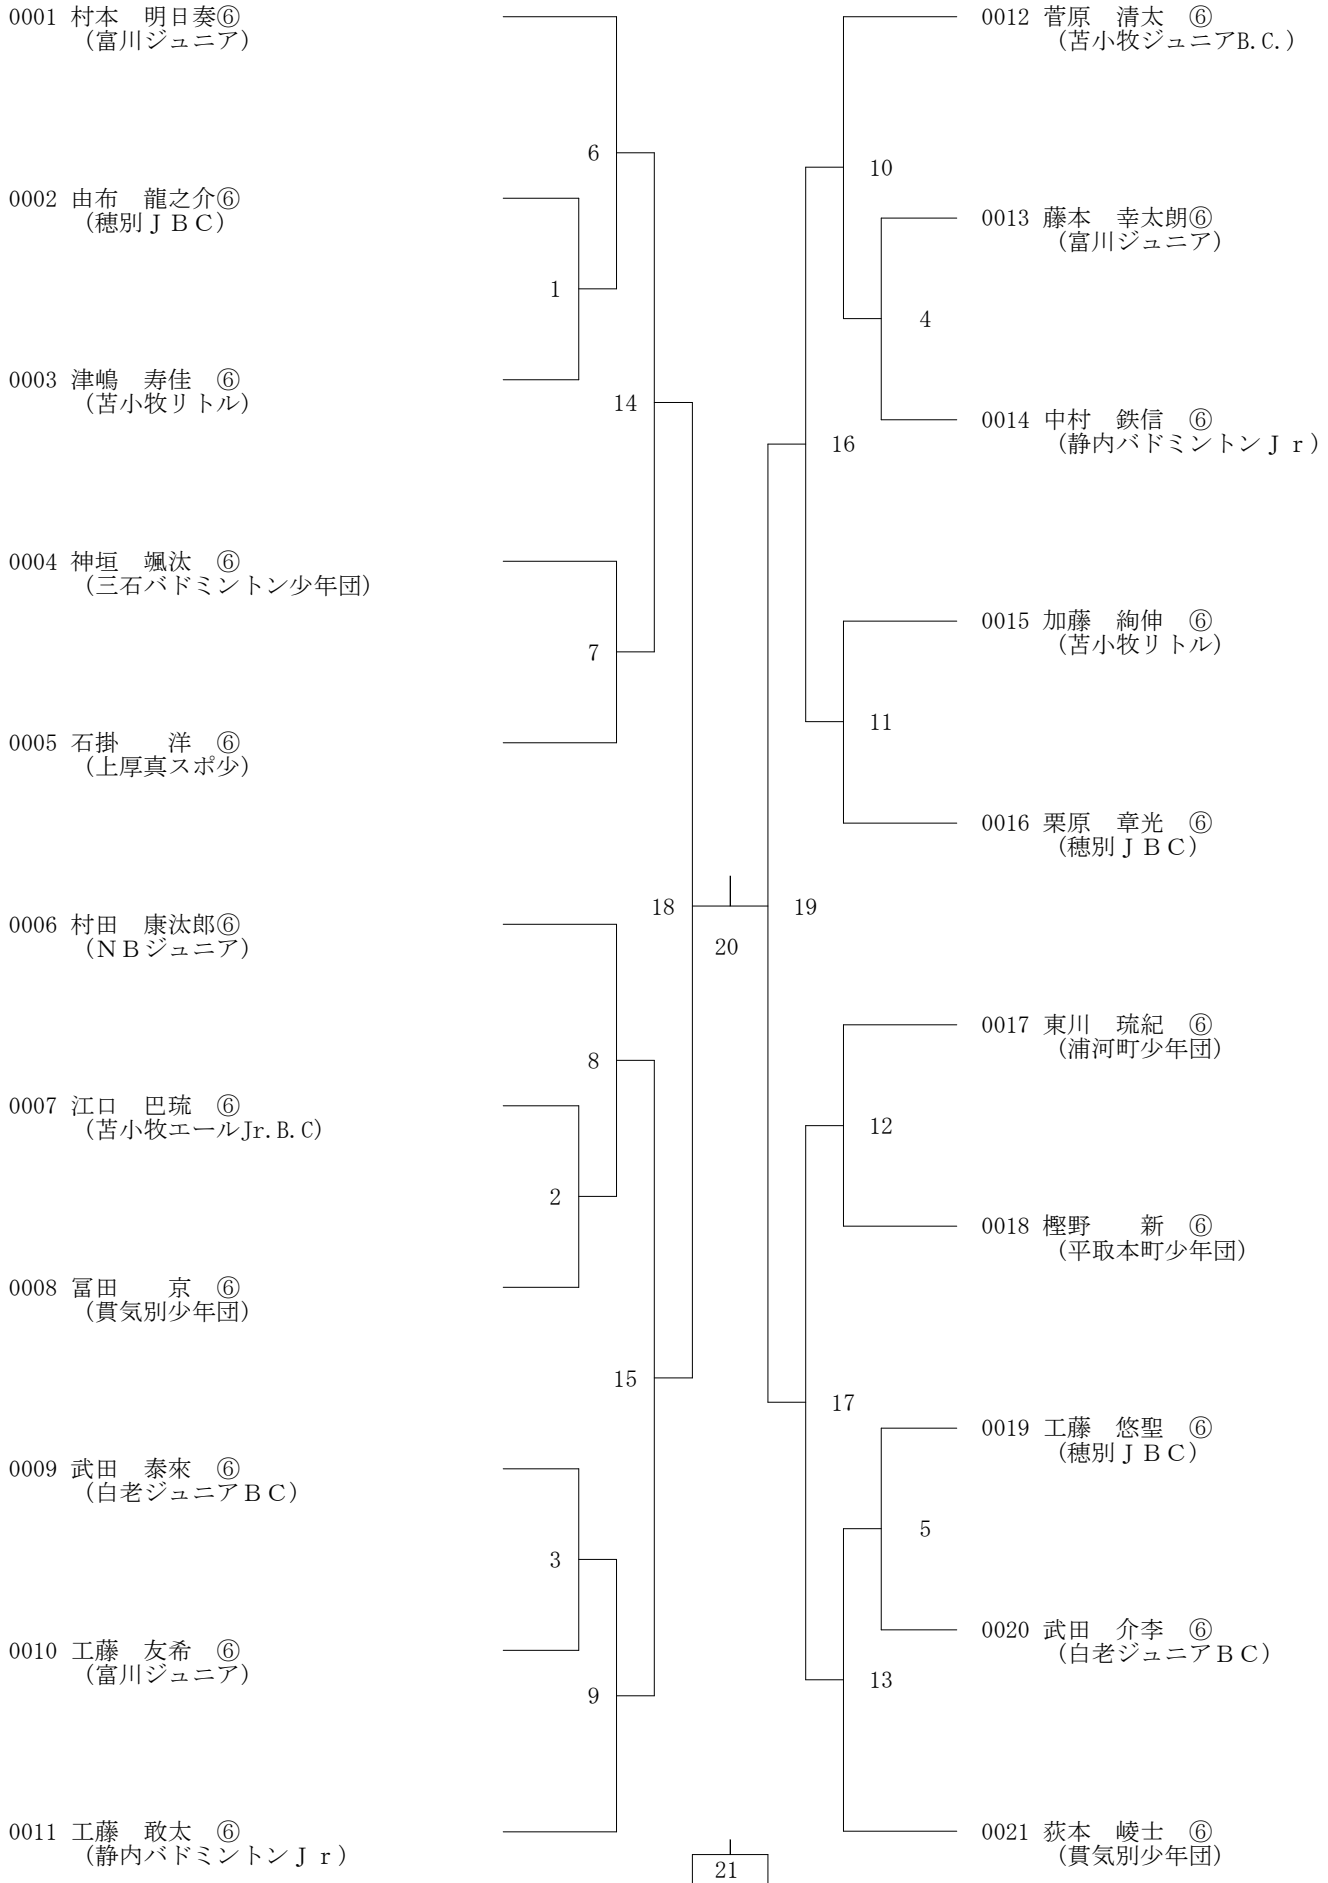 0001 村本　明日奏⑥
（富川ジュニア）
0002 由布　龍之介⑥
（穂別ＪＢＣ）
0003 津嶋　寿佳　⑥
（苫小牧リトル）
0004 神垣　颯汰　⑥
（三石バドミントン少年団）
0005 石掛　　洋　⑥
（上厚真スポ少）
0006 村田　康汰郎⑥
（ＮＢジュニア）
0007 江口　巴琉　⑥
（苫小牧エールJr.B.C）
0008 冨田　　京　⑥
（貫気別少年団）
0009 武田　泰來　⑥
（白老ジュニアＢＣ）
0010 工藤　友希　⑥
（富川ジュニア）
0011 工藤　敢太　⑥
（静内バドミントンＪｒ）
6
1
14
7
18
8
2
15
3
9
20
21
19
10
4
16
11
12
17
5
13
0012 菅原　清太　⑥
（苫小牧ジュニアB.C.）
0013 藤本　幸太朗⑥
（富川ジュニア）
0014 中村　鉄信　⑥
（静内バドミントンＪｒ）
0015 加藤　絢伸　⑥
（苫小牧リトル）
0016 栗原　章光　⑥
（穂別ＪＢＣ）
0017 東川　琉紀　⑥
（浦河町少年団）
0018 樫野　　新　⑥
（平取本町少年団）
0019 工藤　悠聖　⑥
（穂別ＪＢＣ）
0020 武田　介李　⑥
（白老ジュニアＢＣ）
0021 荻本　崚士　⑥
（貫気別少年団）